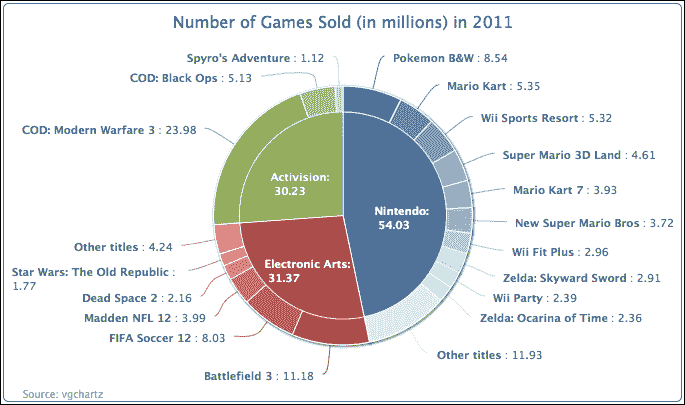 Number of Games Sold (in millions) in 2011
Spyro's Adventure : 1.12
COD: Black Ops : 5.13
COD: Modern Warfare 3 : 23.98
Pokemon B&W : 8.54
Mario Kart : 5.35
Wii Sports Resort : 5.32
Super Mario 3D Land : 4.61
Mario Kart 7 : 3.93
New Super Mario Bros : 3.72
Wii Fit Plus : 2.96
Zelda: Skyward Sword : 2.91
Wii Party : 2.39
Zelda: Ocarina of Time : 2.36
Other titles : 11.93
Activision:
30.23
Nintendo:
54.03
Electronic Arts:
31.37
Other titles : 4.24
Star Wars: The Old Republic :
1.77
Dead Space 2 : 2.16
Madden NFL 12 : 3.99
FIFA Soccer 12 : 8.03
Battlefield 3 : 11.18
Source: vgchartz